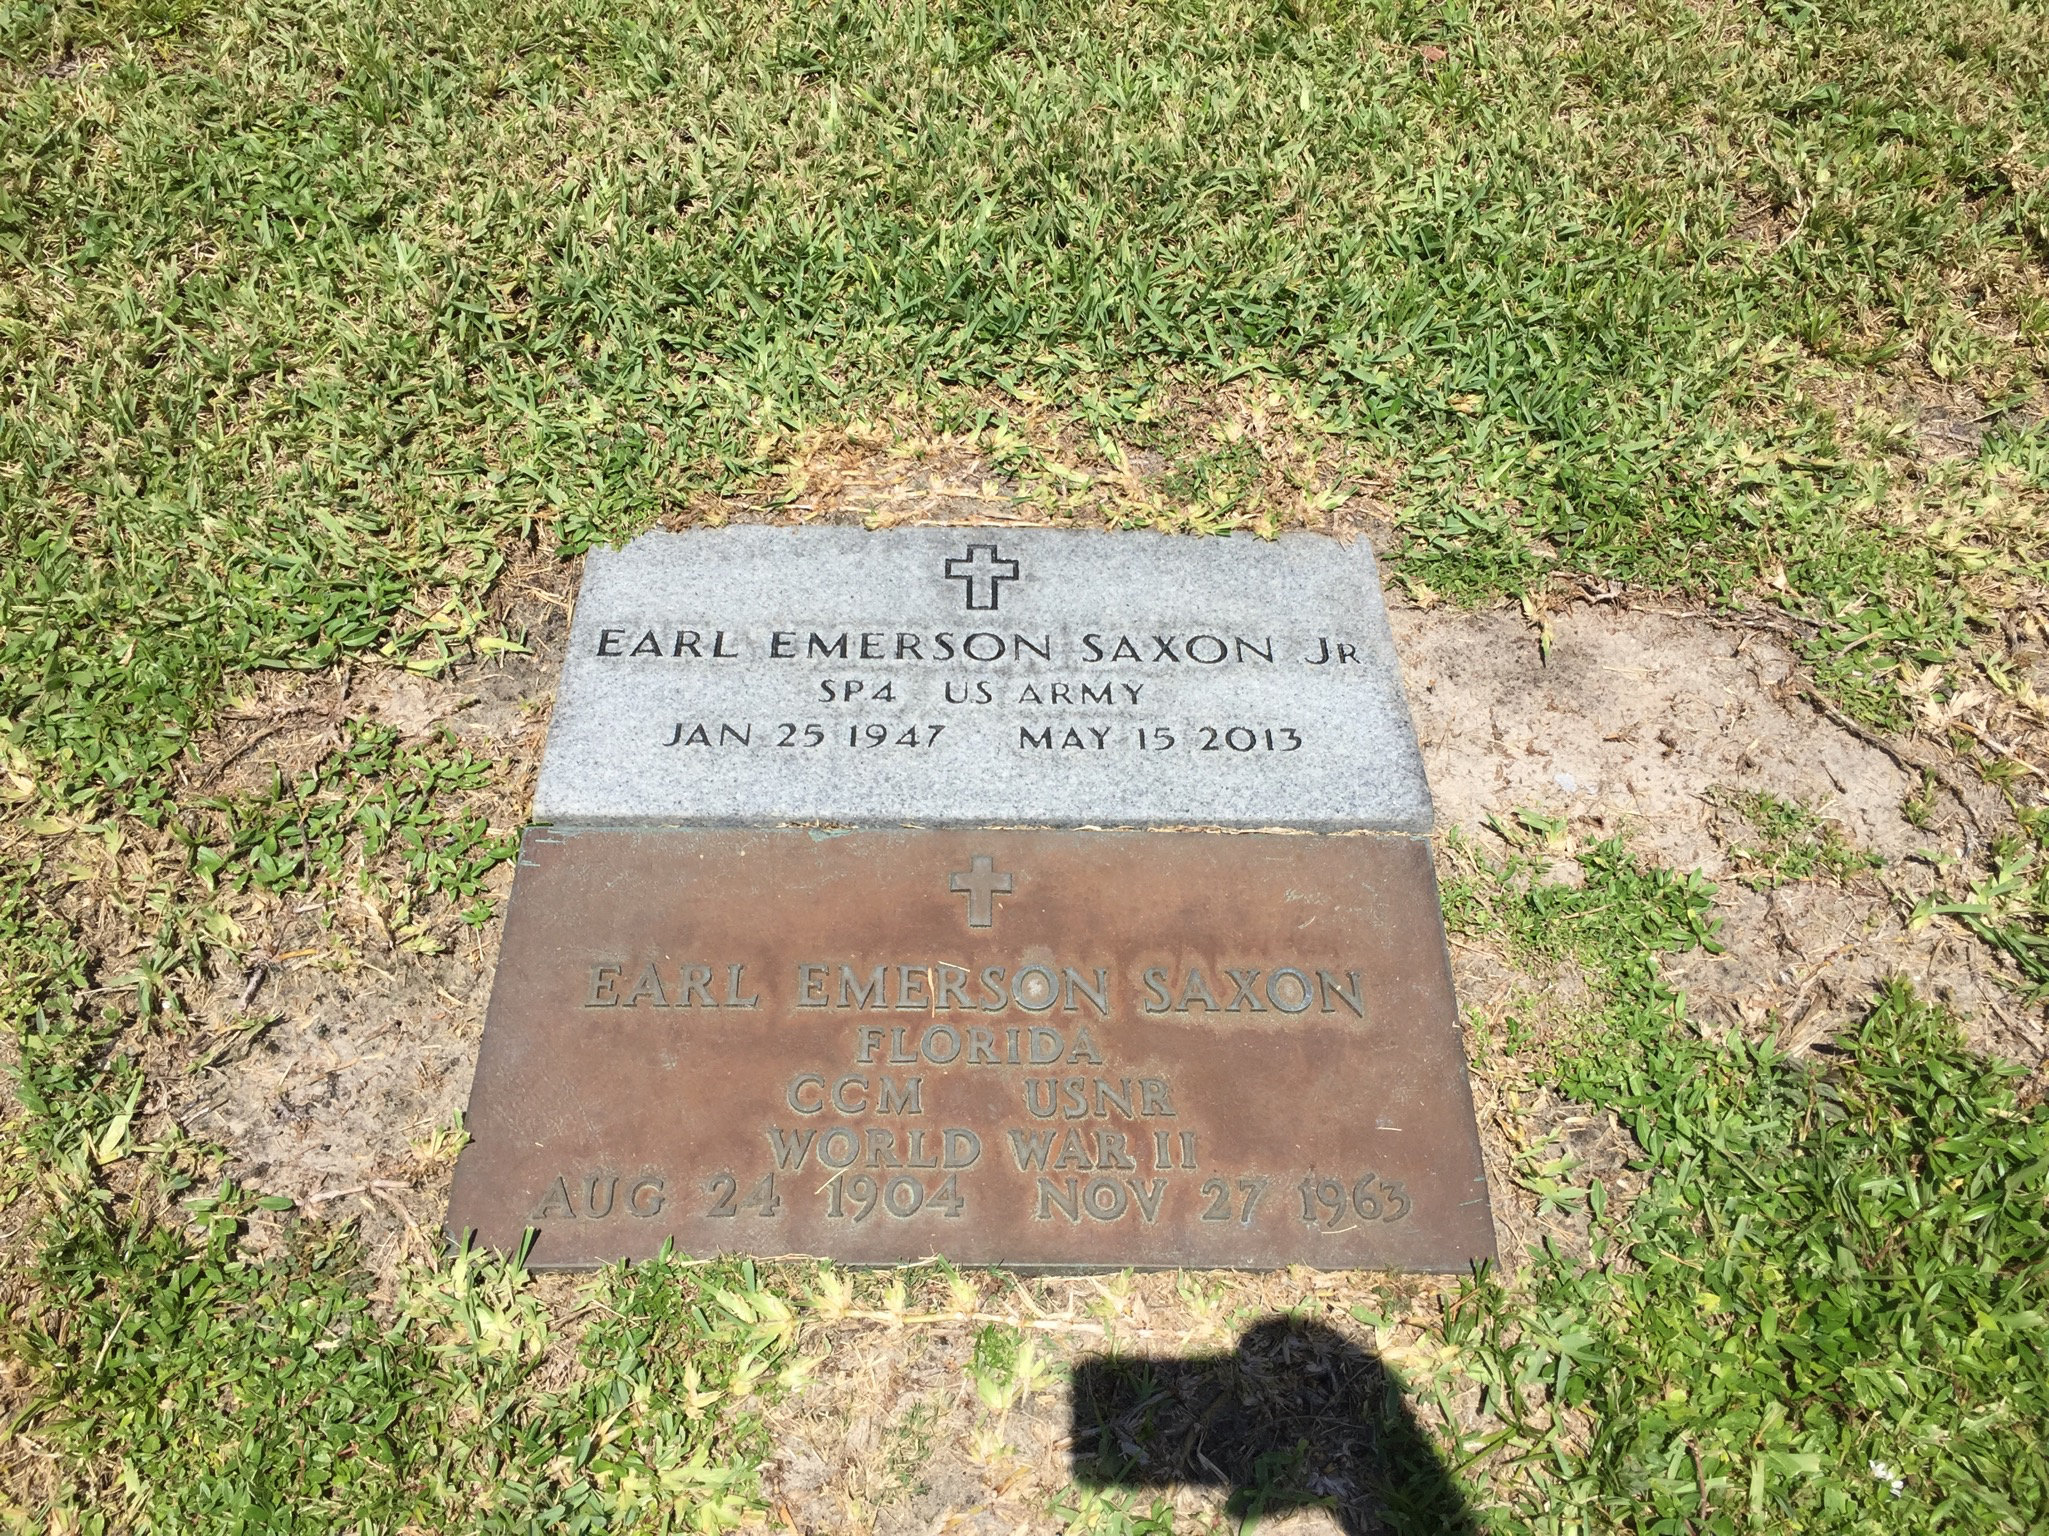 EARL EMERSON SAXON JR
SP4 US ARMY
JAN 25 1947 MAY 15 2013
EARL EMERSON SAXON
FLORIDA
CCM USNR
WORLD WAR II
AUG 24 1904 NOV 27 1963